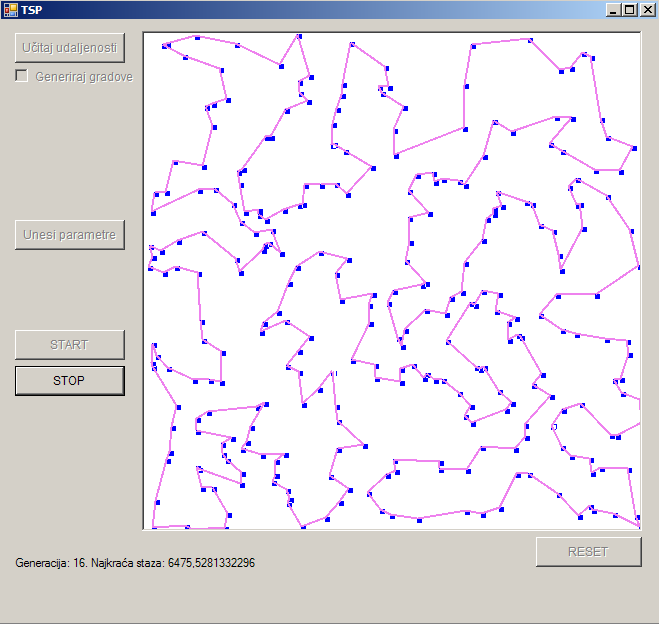 TSP
Učitaj udaljenosti
Generiraj gradove
Unesi parametre
START
STOP
RESET
Generacija: 16. Najkraća staza: 6475,5281332296